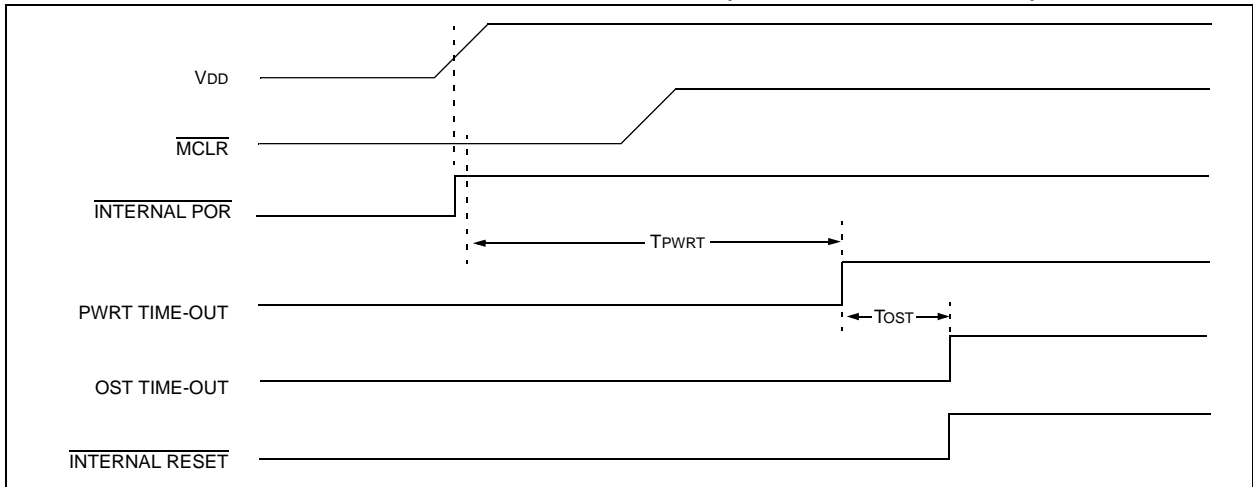 VDD
MCLR
INTERNAL POR
TPWRT
PWRT TIME-OUT
TOST
OST TIME-OUT
INTERNAL RESET